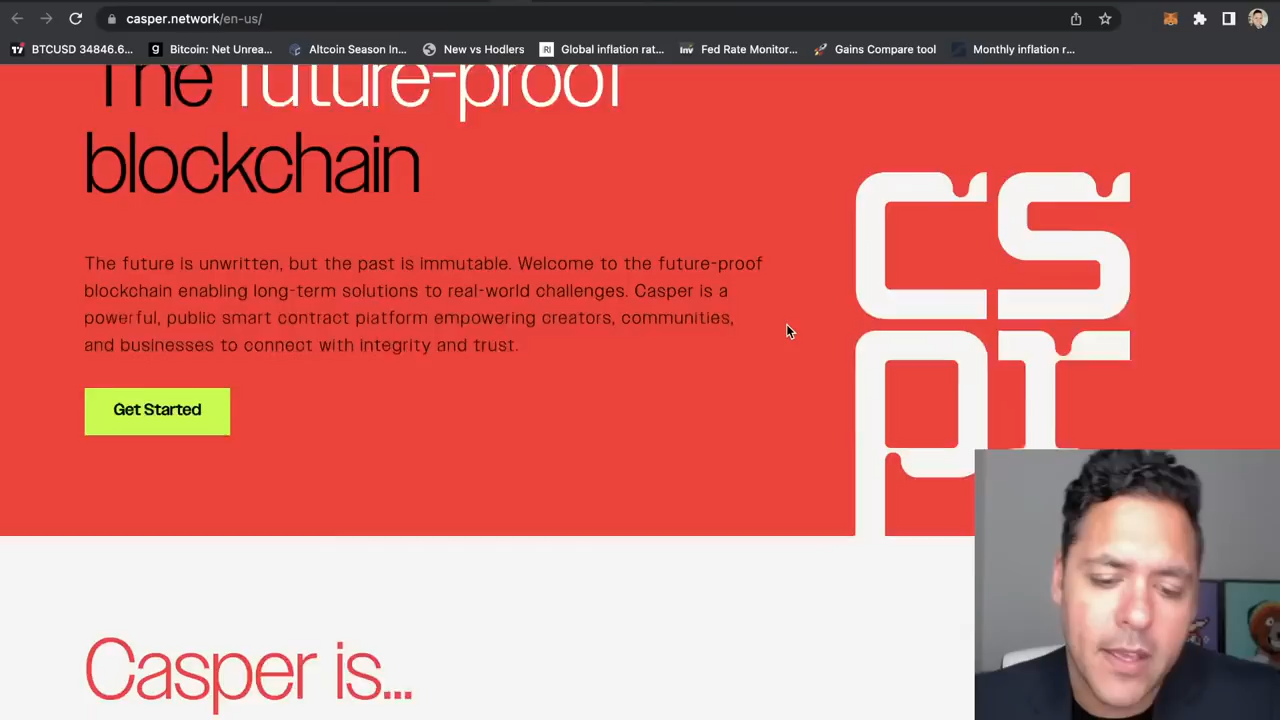 casper.network/en-us/
BTCUSD 34846.6...
Bitcoin: Net Unrea...
Altcoin Season In...
New vs Hodlers
Global inflation rat...
Fed Rate Monitor...
Gains Compare tool
Monthly inflation r...
The future-proof
blockchain
The future is unwritten, but the past is immutable. Welcome to the future-proof
blockchain enabling long-term solutions to real-world challenges. Casper is a
powerful, public smart contract platform empowering creators, communities,
and businesses to connect with integrity and trust.
Get Started
cs
pr
Casper is...